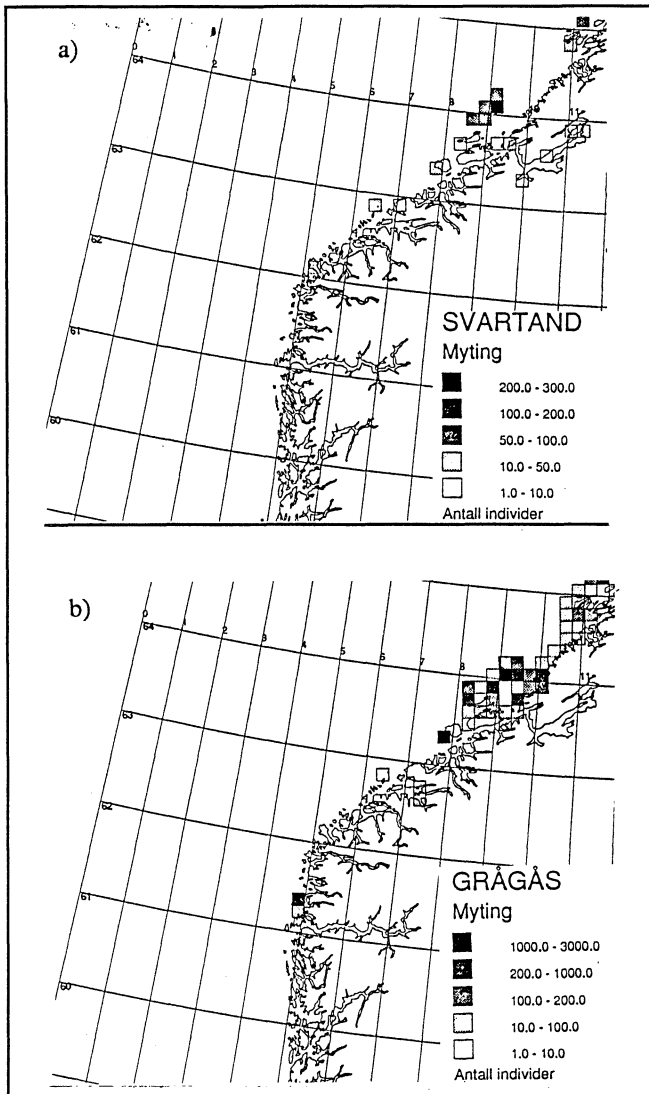 a)
0
64 1 2 3 4 5 6 7 8
11
63
62
61
60
SVARTAND
Myting
200.0 - 300.0
100.0 - 200.0
50.0 - 100.0
10.0 - 50.0
1.0 - 10.0
Antall individer
b)
0
64 1 2 3 4 5 6 7 8
11
63
62
61
60
GRÅGÅS
Myting
1000.0 - 3000.0
200.0 - 1000.0
100.0 - 200.0
10.0 - 100.0
1.0 - 10.0
Antall individer